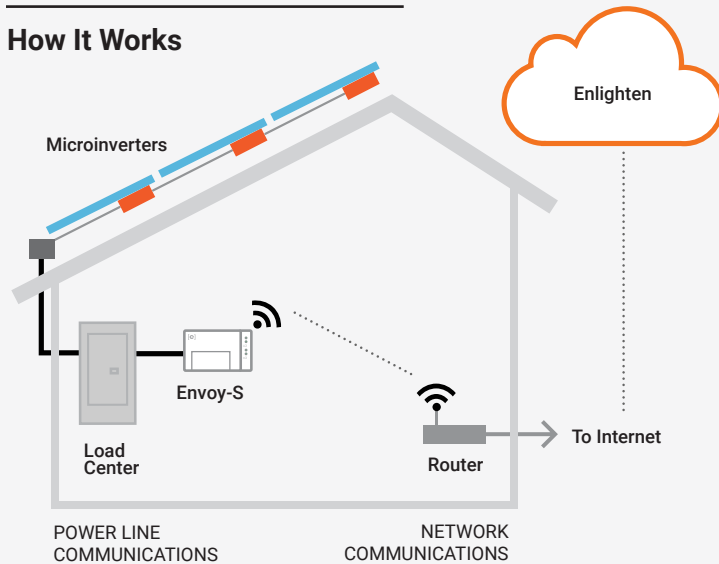 How It Works
Enlighten
Microinverters
Envoy-S
Load
Center
Router
To Internet
POWER LINE
COMMUNICATIONS
NETWORK
COMMUNICATIONS